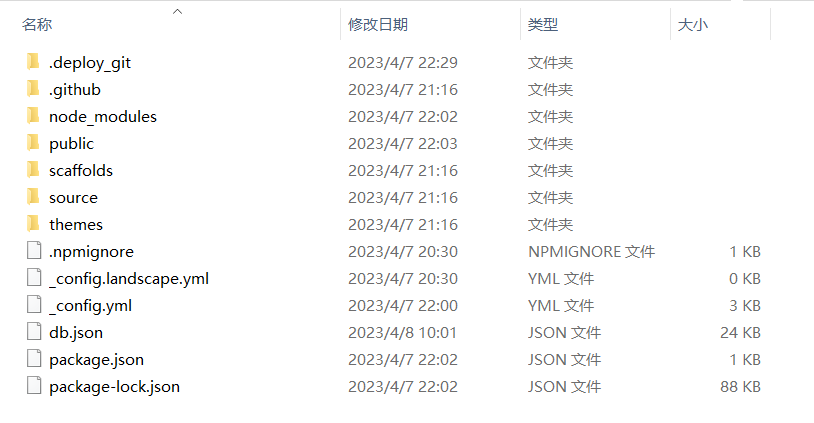 名称 修改日期 类型 大小
.deploy_git 2023/4/7 22:29 文件夹
.github 2023/4/7 21:16 文件夹
node_modules 2023/4/7 22:02 文件夹
public 2023/4/7 22:03 文件夹
scaffolds 2023/4/7 21:16 文件夹
source 2023/4/7 21:16 文件夹
themes 2023/4/7 21:16 文件夹
.npmignore 2023/4/7 20:30 NPMIGNORE 文件 1 KB
_config.landscape.yml 2023/4/7 20:30 YML 文件 0 KB
_config.yml 2023/4/7 22:00 YML 文件 3 KB
db.json 2023/4/8 10:01 JSON 文件 24 KB
package.json 2023/4/7 22:02 JSON 文件 1 KB
package-lock.json 2023/4/7 22:02 JSON 文件 88 KB